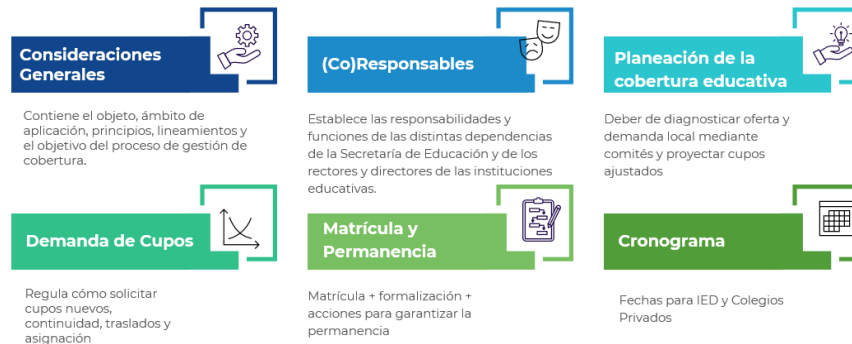 Consideraciones
Generales
Contiene el objeto, ámbito de
aplicación, principios, lineamientos y
el objetivo del proceso de gestión de
cobertura.
(Co)Responsables
Establece las responsabilidades y
funciones de las distintas dependencias
de la Secretaría de Educación y de los
rectores y directores de las instituciones
educativas.
Planeación de la
cobertura educativa
Deber de diagnosticar oferta y
demanda local mediante
comités y proyectar cupos
ajustados
Demanda de Cupos
Regula cómo solicitar
cupos nuevos,
continuidad, traslados y
asignación
Matrícula y
Permanencia
Matrícula + formalización +
acciones para garantizar la
permanencia
Cronograma
Fechas para IED y Colegios
Privados